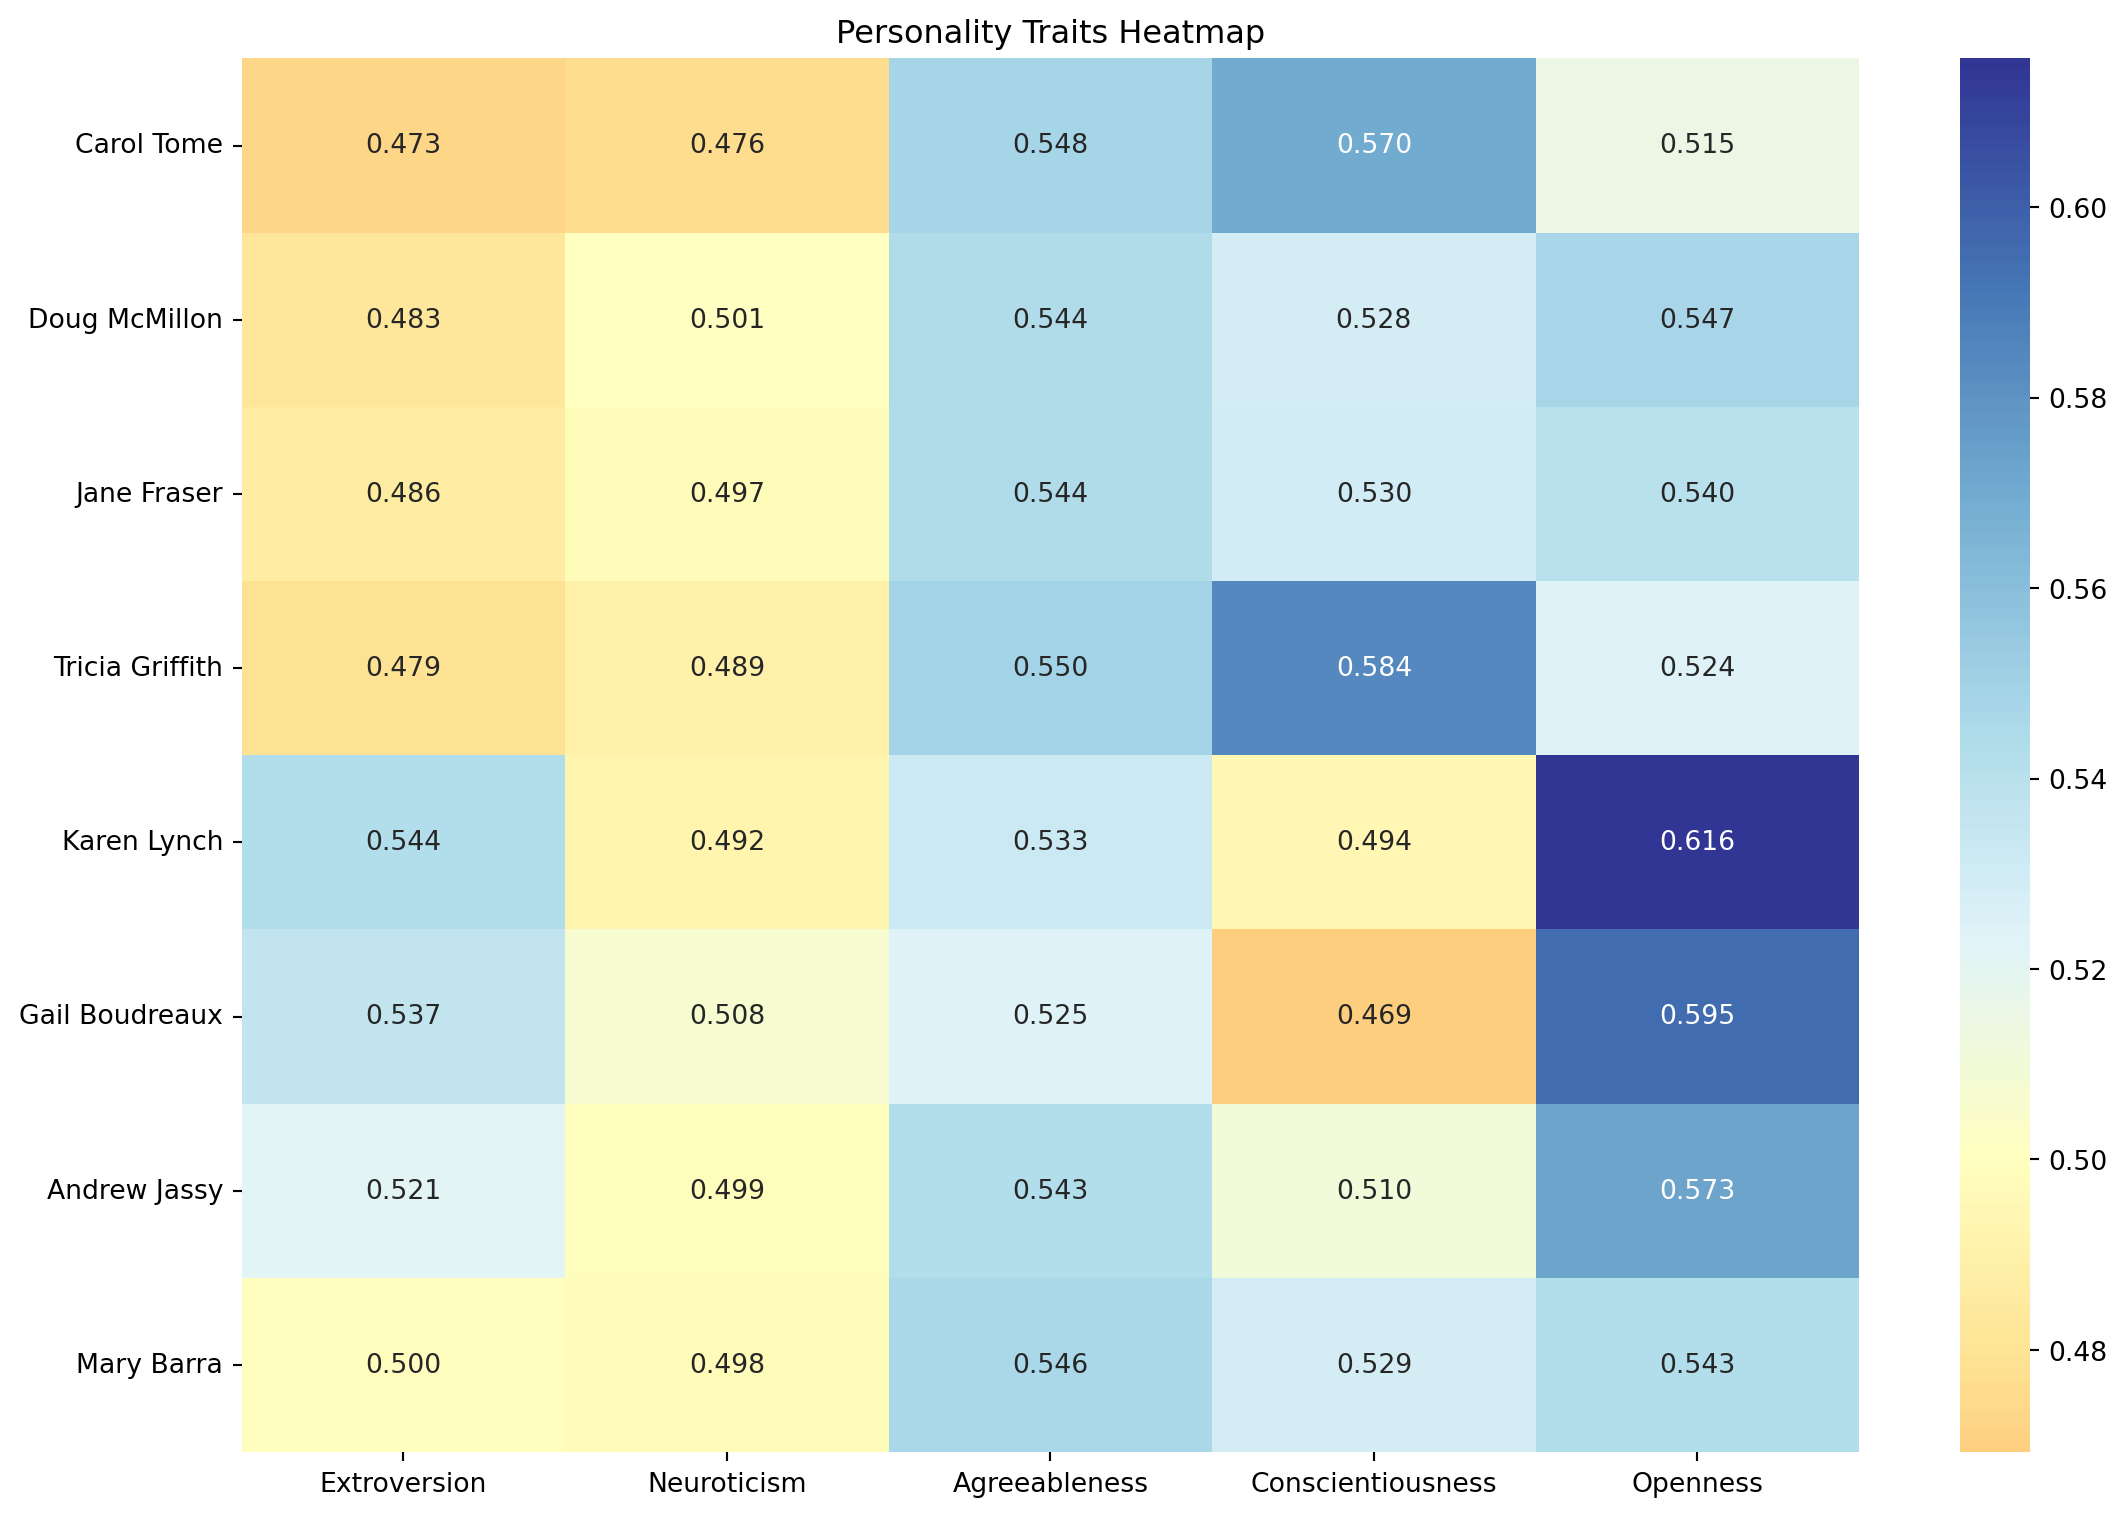 Personality Traits Heatmap
Carol Tome 0.473 0.476 0.548 0.570 0.515
Doug McMillon 0.483 0.501 0.544 0.528 0.547
Jane Fraser 0.486 0.497 0.544 0.530 0.540
Tricia Griffith 0.479 0.489 0.550 0.584 0.524
Karen Lynch 0.544 0.492 0.533 0.494 0.616
Gail Boudreaux 0.537 0.508 0.525 0.469 0.595
Andrew Jassy 0.521 0.499 0.543 0.510 0.573
Mary Barra 0.500 0.498 0.546 0.529 0.543
Extroversion Neuroticism Agreeableness Conscientiousness Openness
0.60
0.58
0.56
0.54
0.52
0.50
0.48